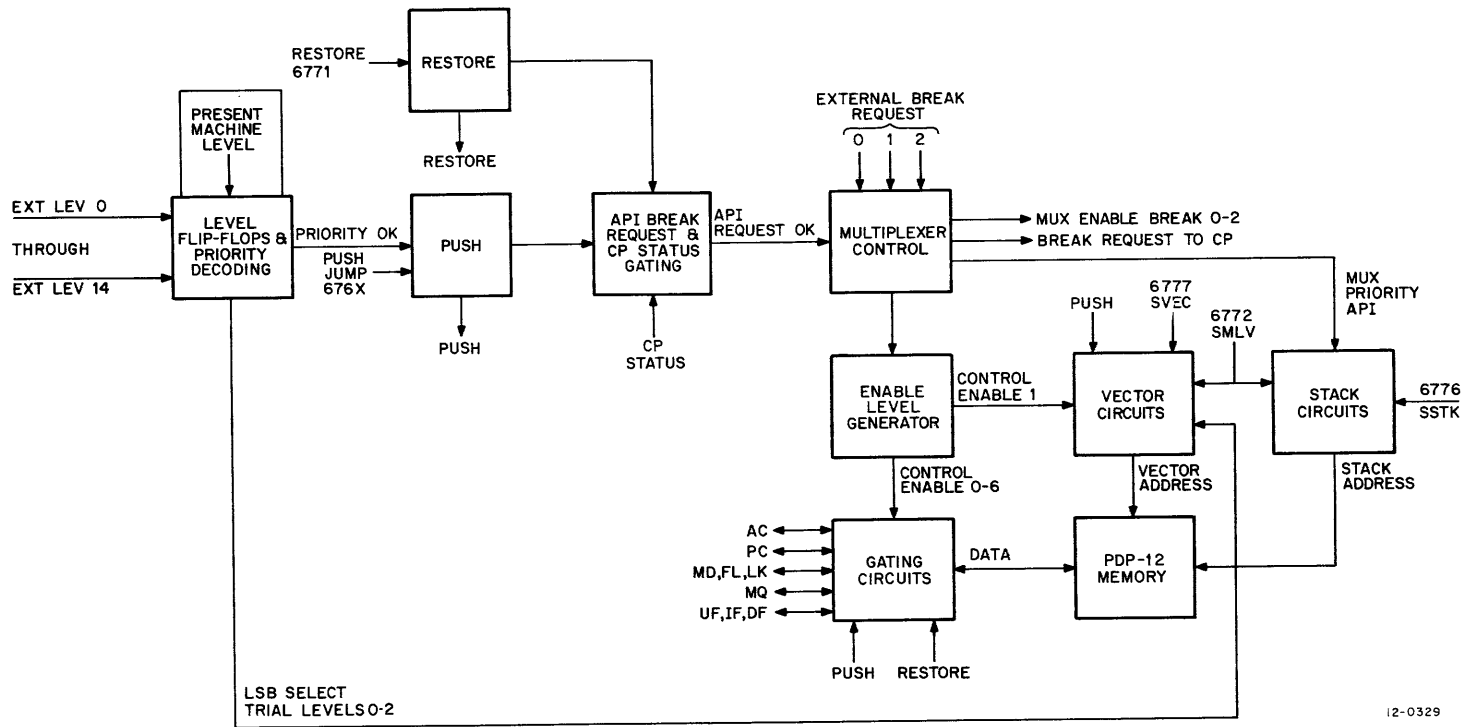 RESTORE
6771
RESTORE
RESTORE
PRESENT
MACHINE
LEVEL
EXT LEV 0
THROUGH
EXT LEV 14
LEVEL
FLIP-FLOPS &
PRIORITY
DECODING
PRIORITY OK
PUSH
JUMP
676X
PUSH
PUSH
API BREAK
REQUEST &
CP STATUS
GATING
CP
STATUS
API
REQUEST OK
EXTERNAL BREAK
REQUEST
0 1 2
MULTIPLEXER
CONTROL
MUX ENABLE BREAK 0-2
BREAK REQUEST TO CP
MUX
PRIORITY
API
ENABLE
LEVEL
GENERATOR
CONTROL
ENABLE 1
PUSH
6777
SVEC
6772
SMLV
VECTOR
CIRCUITS
STACK
CIRCUITS
6776
SSTK
CONTROL
ENABLE 0-6
VECTOR
ADDRESS
STACK
ADDRESS
AC
PC
MD,FL,LK
MQ
UF,IF,DF
GATING
CIRCUITS
DATA
PDP-12
MEMORY
PUSH
RESTORE
LSB SELECT
TRIAL LEVELS 0-2
12-0329